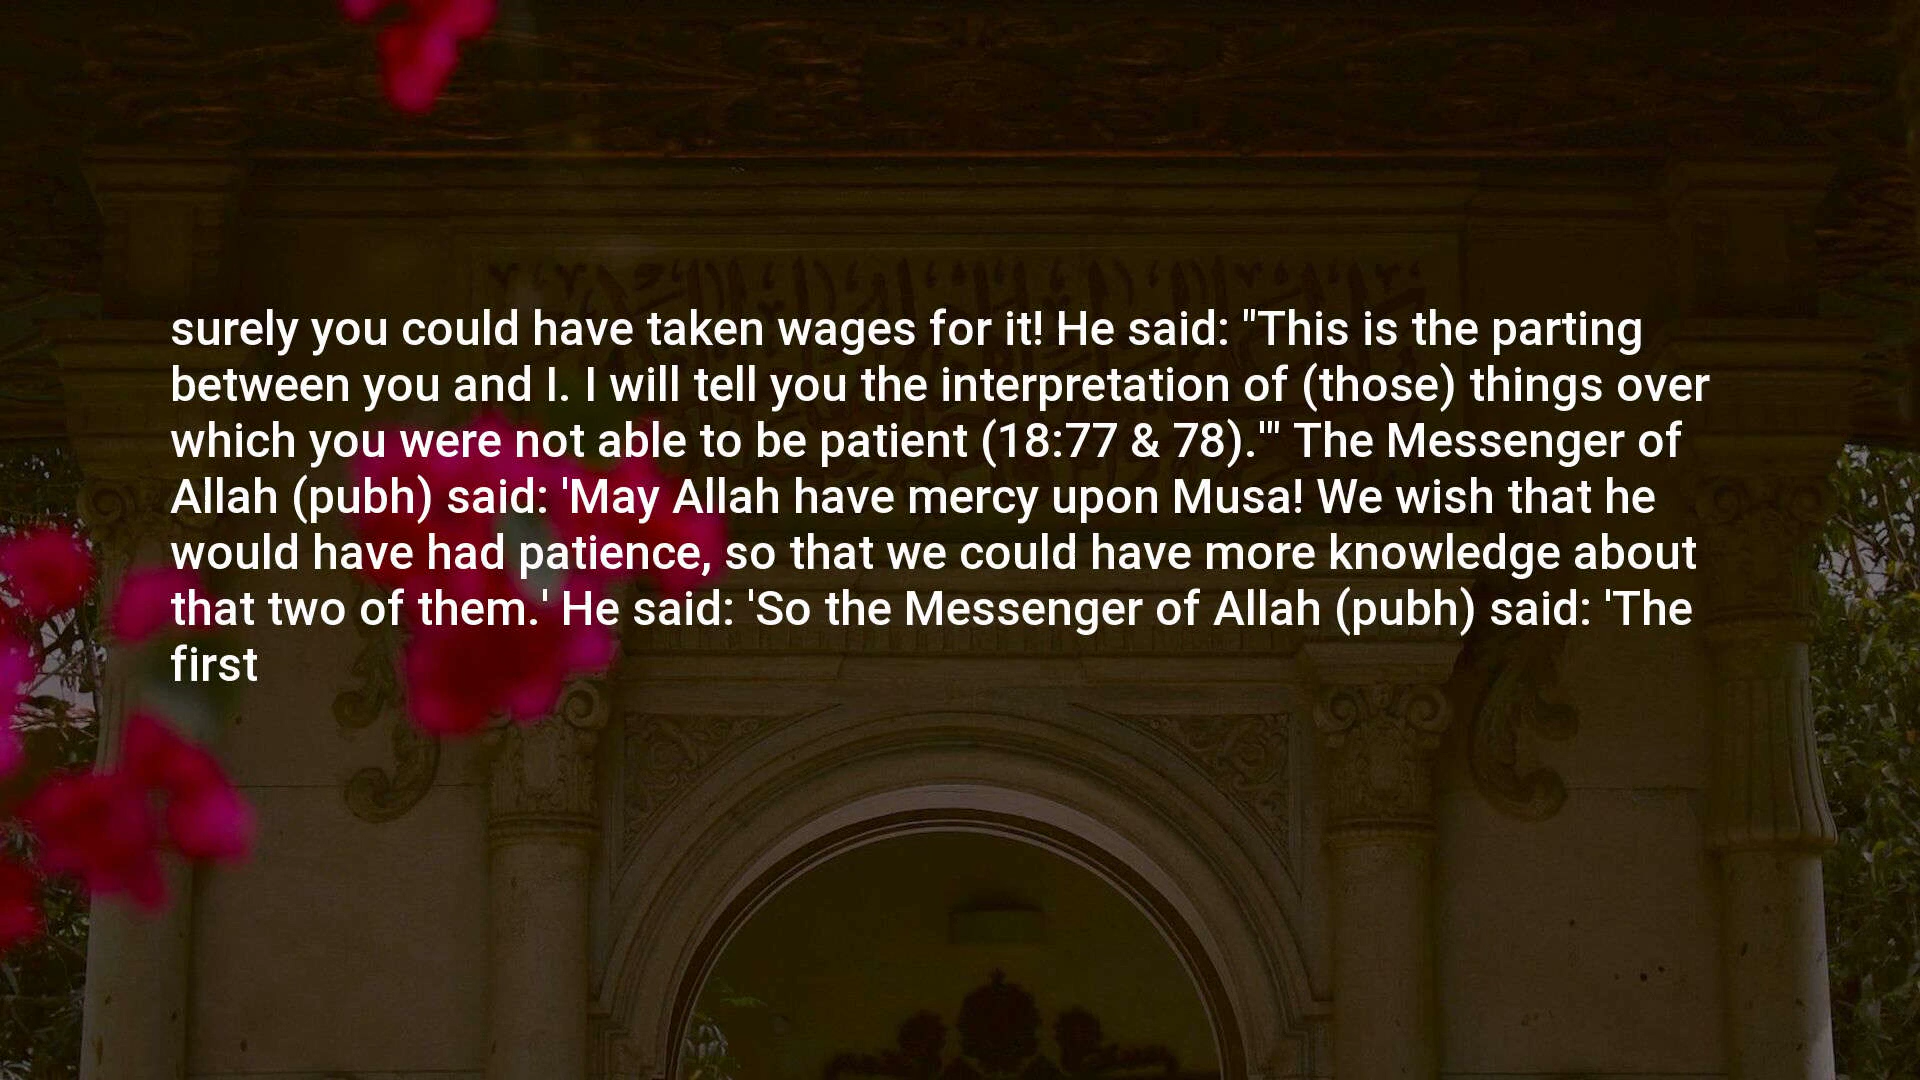 surely you could have taken wages for it! He said: "This is the parting
between you and I. I will tell you the interpretation of (those) things over
which you were not able to be patient (18:77 & 78).'" The Messenger of
Allah (pubh) said: 'May Allah have mercy upon Musa! We wish that he
would have had patience, so that we could have more knowledge about
that two of them.' He said: 'So the Messenger of Allah (pubh) said: 'The
first